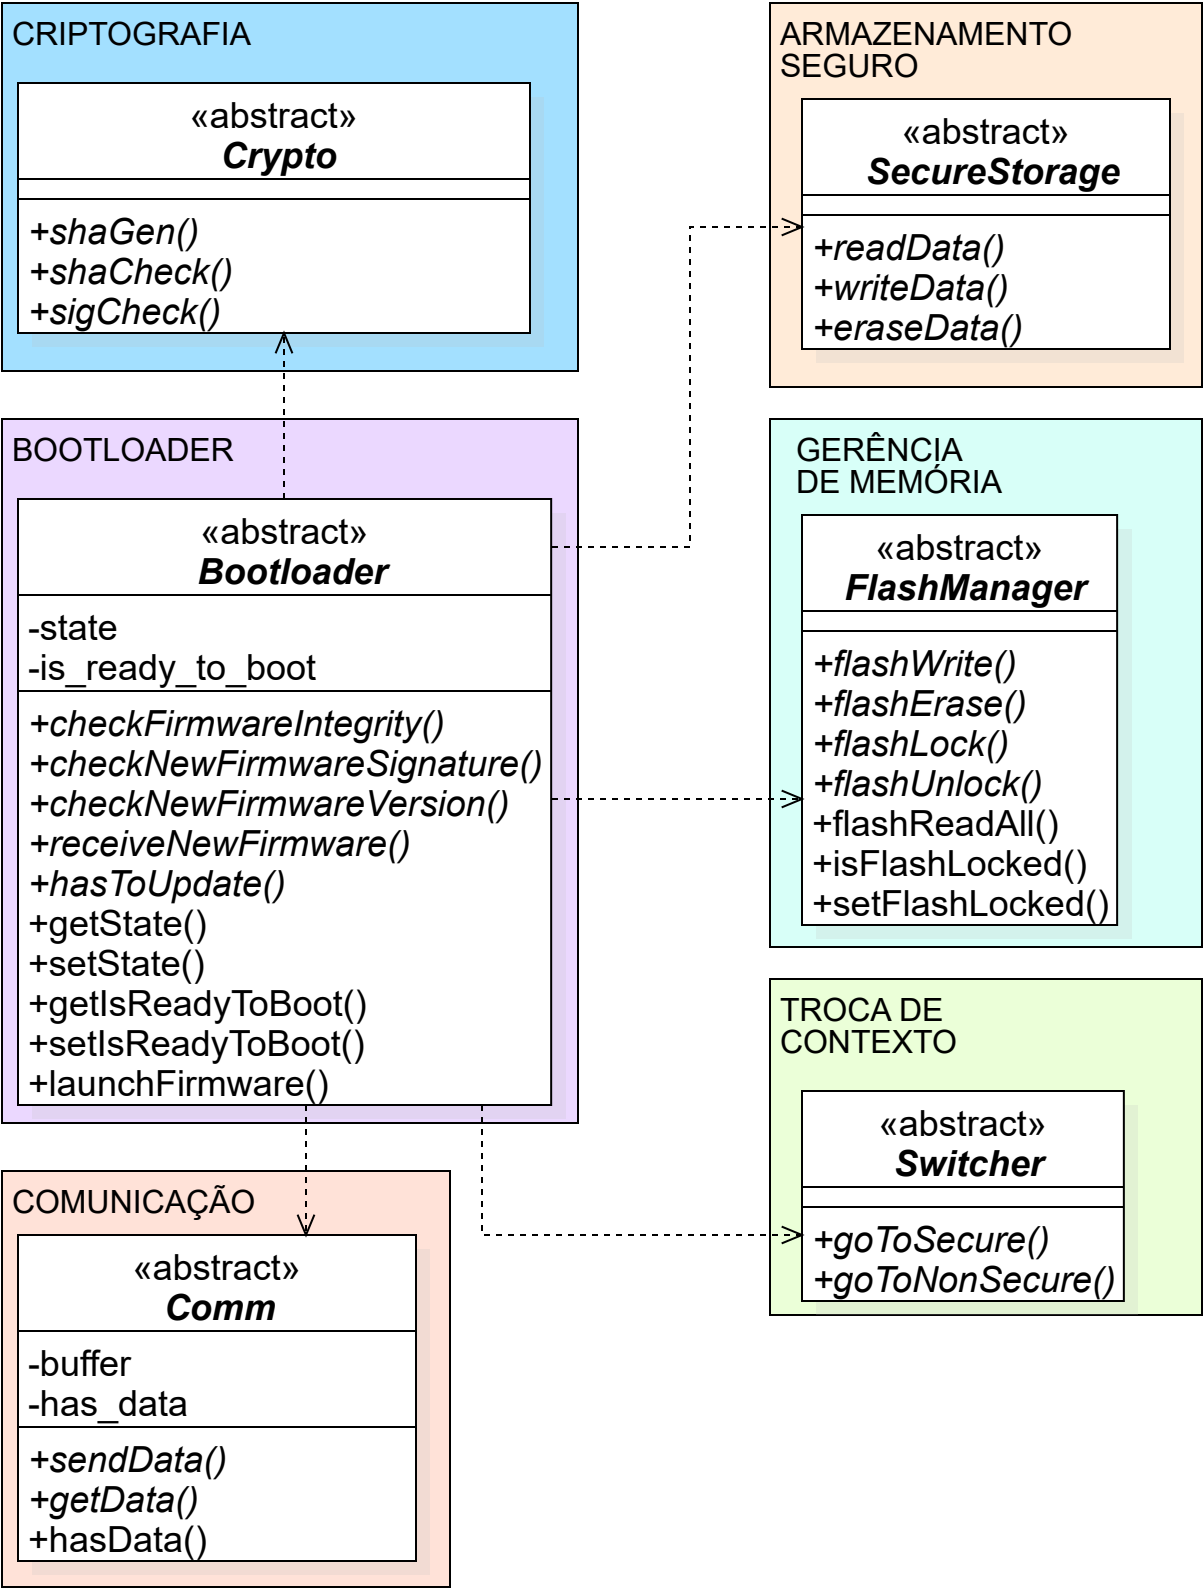 CRIPTOGRAFIA
«abstract»
Crypto
+shaGen()
+shaCheck()
+sigCheck()
ARMAZENAMENTO
SEGURO
«abstract»
SecureStorage
+readData()
+writeData()
+eraseData()
BOOTLOADER
«abstract»
Bootloader
-state
-is_ready_to_boot
+checkFirmwareIntegrity()
+checkNewFirmwareSignature()
+checkNewFirmwareVersion()
+receiveNewFirmware()
+hasToUpdate()
+getState()
+setState()
+getIsReadyToBoot()
+setIsReadyToBoot()
+launchFirmware()
GERÊNCIA
DE MEMÓRIA
«abstract»
FlashManager
+flashWrite()
+flashErase()
+flashLock()
+flashUnlock()
+flashReadAll()
+isFlashLocked()
+setFlashLocked()
TROCA DE
CONTEXTO
«abstract»
Switcher
+goToSecure()
+goToNonSecure()
COMUNICAÇÃO
«abstract»
Comm
-buffer
-has_data
+sendData()
+getData()
+hasData()